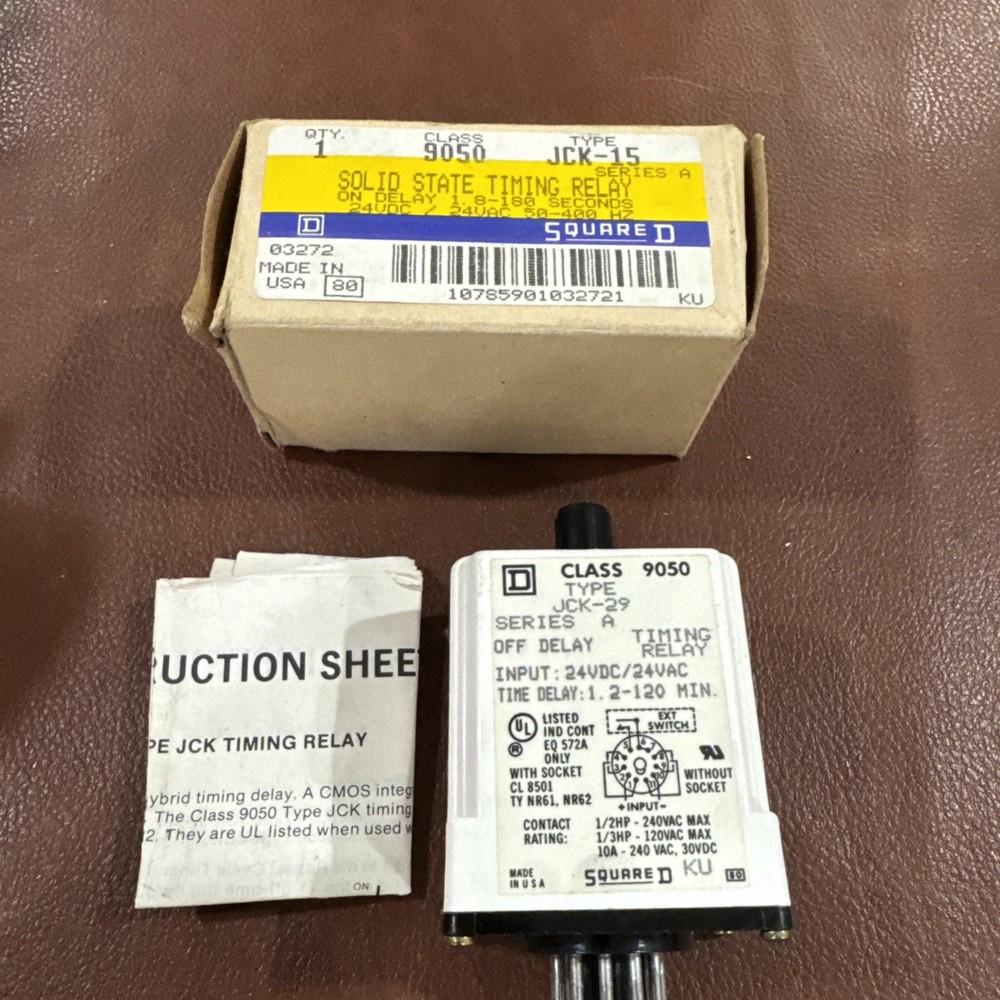 QTY. CLASS TYPE
1 9050 JCK-15
SERIES A
SOLID STATE TIMING RELAY
ON DELAY 1.8-180 SECONDS
24VDC / 24VAC 50-400 HZ
D SQUARE D
03272
MADE IN
USA 80
10785901032721 KU
RUCTION SHEE
PE JCK TIMING RELAY
ybrid timing delay. A CMOS integ
The Class 9050 Type JCK timing
2. They are UL listed when used w
ON
D CLASS 9050
TYPE
JCK-29
SERIES A
OFF DELAY TIMING
RELAY
INPUT: 24VDC/24VAC
TIME DELAY: 1.2-120 MIN.
UL LISTED
IND CONT
EQ 572A
ONLY
WITH SOCKET
CL 8501
TY NR61, NR62
EXT
SWITCH
WITHOUT
SOCKET
+INPUT-
CONTACT
RATING:
1/2HP - 240VAC MAX
1/3HP - 120VAC MAX
10A - 240 VAC, 30VDC
MADE
IN USA
SQUARE D KU 80